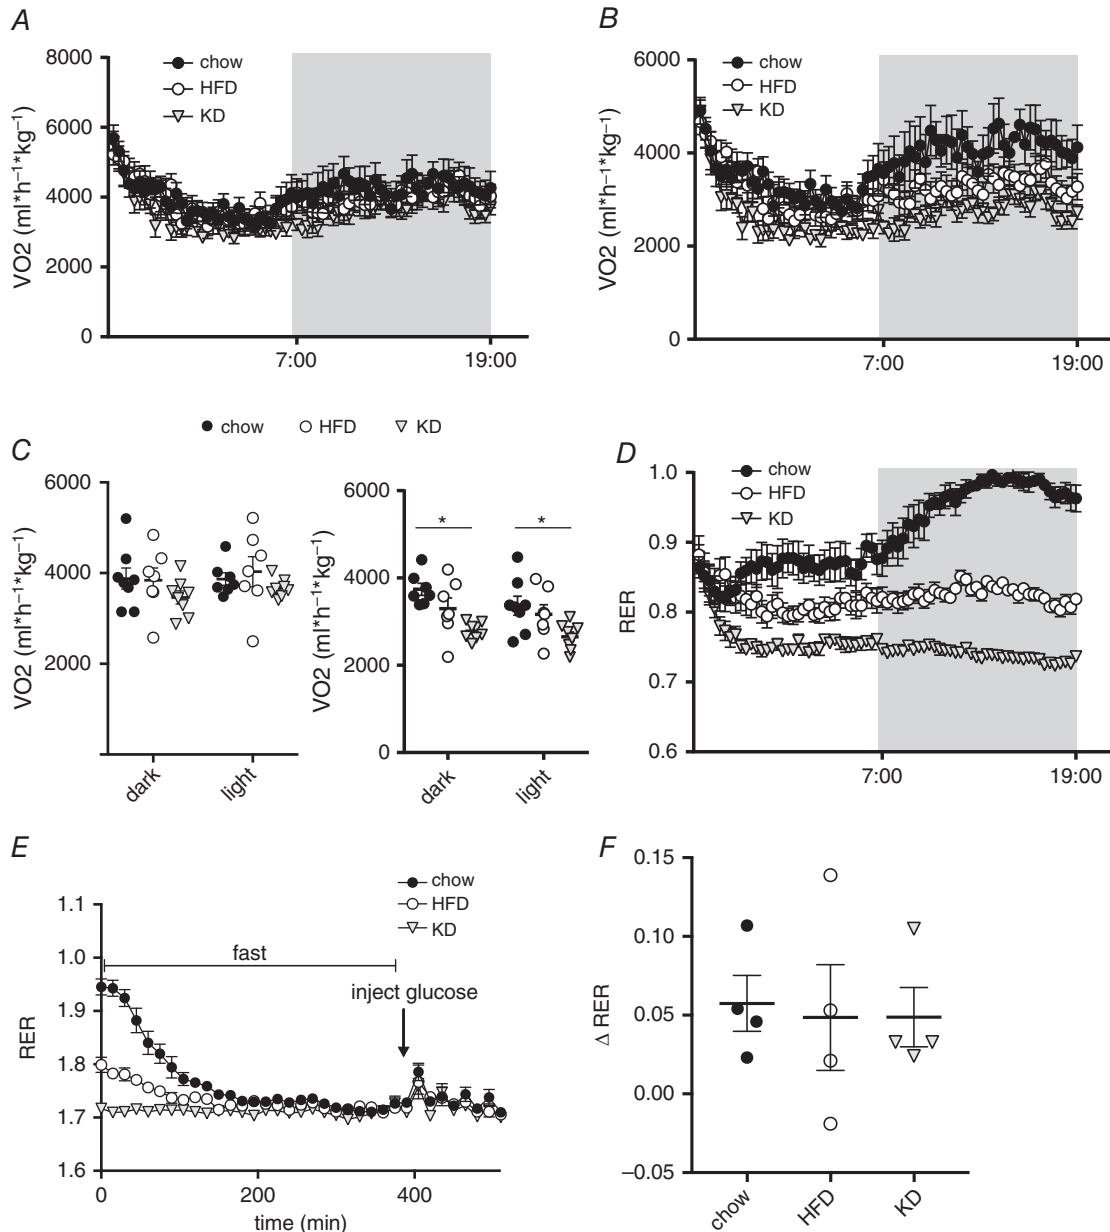 A
8000
6000
4000
2000
0
VO2 (ml*h⁻¹*kg⁻¹)
chow
HFD
KD
7:00
19:00
B
6000
4000
2000
0
VO2 (ml*h⁻¹*kg⁻¹)
chow
HFD
KD
7:00
19:00
chow
HFD
KD
C
6000
4000
2000
VO2 (ml*h⁻¹*kg⁻¹)
dark
light
6000
4000
2000
0
VO2 (ml*h⁻¹*kg⁻¹)
*
*
dark
light
D
1.0
0.9
0.8
0.7
0.6
RER
chow
HFD
KD
7:00
19:00
E
chow
HFD
KD
1.1
1.0
1.9
1.8
1.7
1.6
RER
fast
inject glucose
0
200
400
time (min)
F
0.15
0.10
0.05
0.00
–0.05
Δ RER
chow
HFD
KD